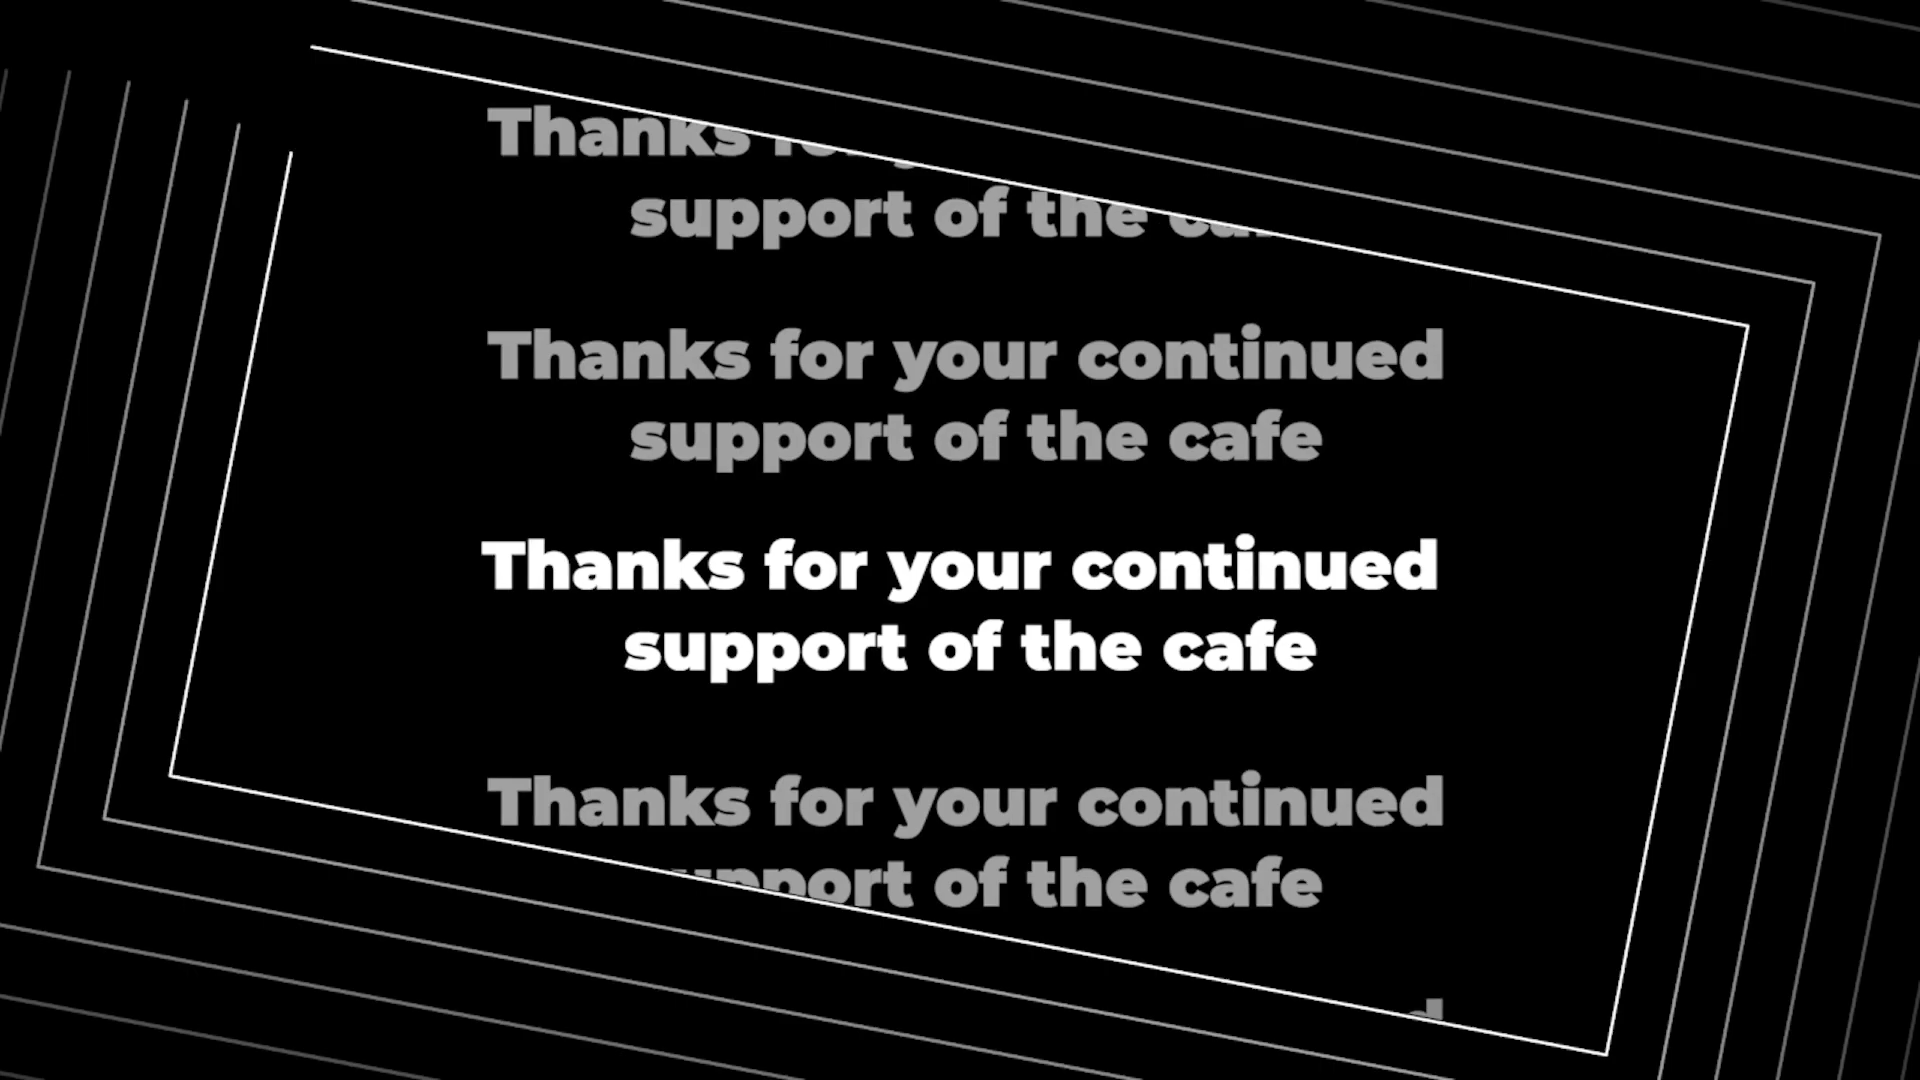 Thanks
support of the
Thanks for your continued
support of the cafe
Thanks for your continued
support of the cafe
Thanks for your continued
support of the cafe